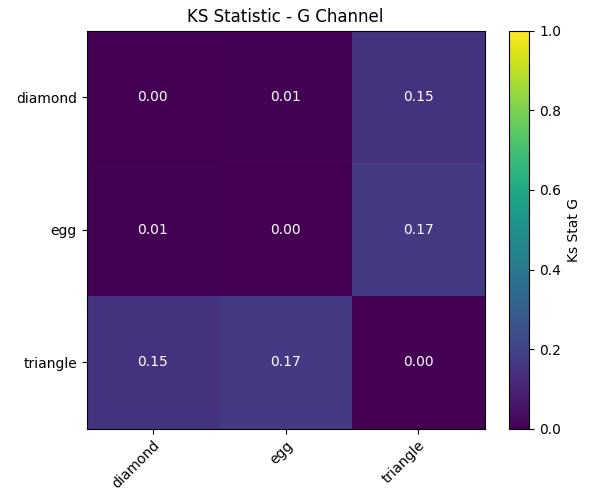 KS Statistic - G Channel
diamond
0.00 0.01 0.15
egg
0.01 0.00 0.17
triangle
0.15 0.17 0.00
diamond egg triangle
1.0
0.8
0.6
0.4
0.2
0.0
Ks Stat G